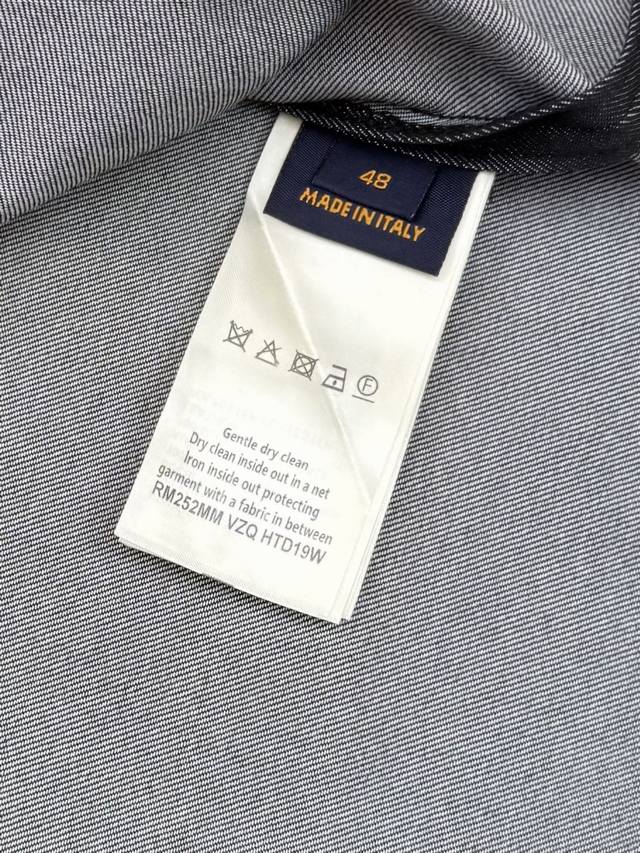 48
MADE IN ITALY
F
Gentle dry clean
Dry clean inside out in a net
Iron inside out protecting
garment with a fabric in between
RM252MM VZQ HTD19W